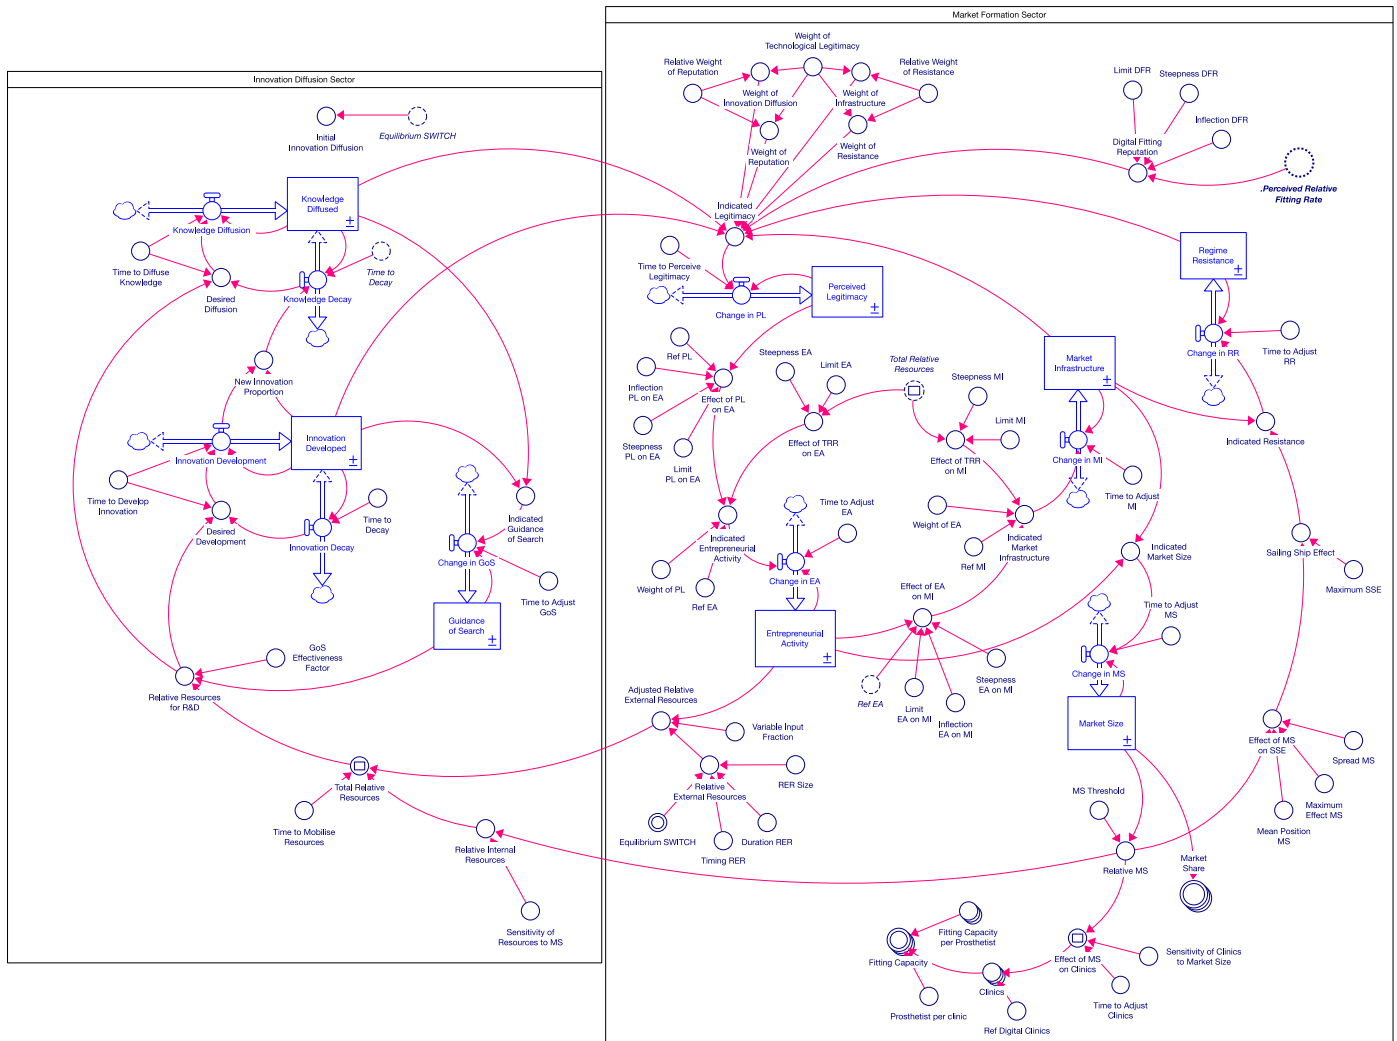 Innovation Diffusion Sector
Initial
Innovation Diffusion
Equilibrium SWITCH
Knowledge
Diffused
±
Knowledge Diffusion
Time to Diffuse
Knowledge
Desired
Diffusion
Knowledge Decay
Time to
Decay
New Innovation
Proportion
Innovation
Developed
±
Innovation Development
Time to Develop
Innovation
Desired
Development
Innovation Decay
Time to
Decay
Indicated
Guidance
of Search
Change in GoS
Time to Adjust
GoS
Guidance
of Search
±
GoS
Effectiveness
Factor
Relative Resources
for R&D
Total Relative
Resources
Time to Mobilise
Resources
Relative Internal
Resources
Sensitivity of
Resources to MS
Market Formation Sector
Weight of
Technological Legitimacy
Relative Weight
of Reputation
Relative Weight
of Resistance
Weight of
Innovation Diffusion
Weight of
Infrastructure
Weight of
Reputation
Weight of
Resistance
Limit DFR
Steepness DFR
Inflection DFR
Digital Fitting
Reputation
.Perceived Relative
Fitting Rate
Indicated
Legitimacy
Time to Perceive
Legitimacy
Change in PL
Perceived
Legitimacy
±
Regime
Resistance
±
Change in RR
Time to Adjust
RR
Ref PL
Inflection
PL on EA
Steepness
PL on EA
Limit
PL on EA
Effect of PL
on EA
Steepness EA
Limit EA
Effect of TRR
on EA
Total Relative
Resources
Steepness MI
Limit MI
Effect of TRR
on MI
Market
Infrastructure
±
Change in MI
Time to Adjust
MI
Indicated Resistance
Indicated
Entrepreneurial
Activity
Weight of PL
Ref EA
Time to Adjust
EA
Change in EA
Entrepreneurial
Activity
±
Weight of EA
Ref MI
Indicated
Market
Infrastructure
Effect of EA
on MI
Ref EA
Limit
EA on MI
Inflection
EA on MI
Steepness
EA on MI
Indicated
Market Size
Sailing Ship Effect
Maximum SSE
Time to Adjust
MS
Change in MS
Market Size
±
Adjusted Relative
External Resources
Variable Input
Fraction
Relative
External Resources
RER Size
Equilibrium SWITCH
Timing RER
Duration RER
Effect of MS
on SSE
Spread MS
Maximum
Effect MS
Mean Position
MS
MS Threshold
Relative MS
Market
Share
Fitting Capacity
per Prosthetist
Fitting Capacity
Prosthetist per clinic
Clinics
Ref Digital Clinics
Effect of MS
on Clinics
Sensitivity of Clinics
to Market Size
Time to Adjust
Clinics